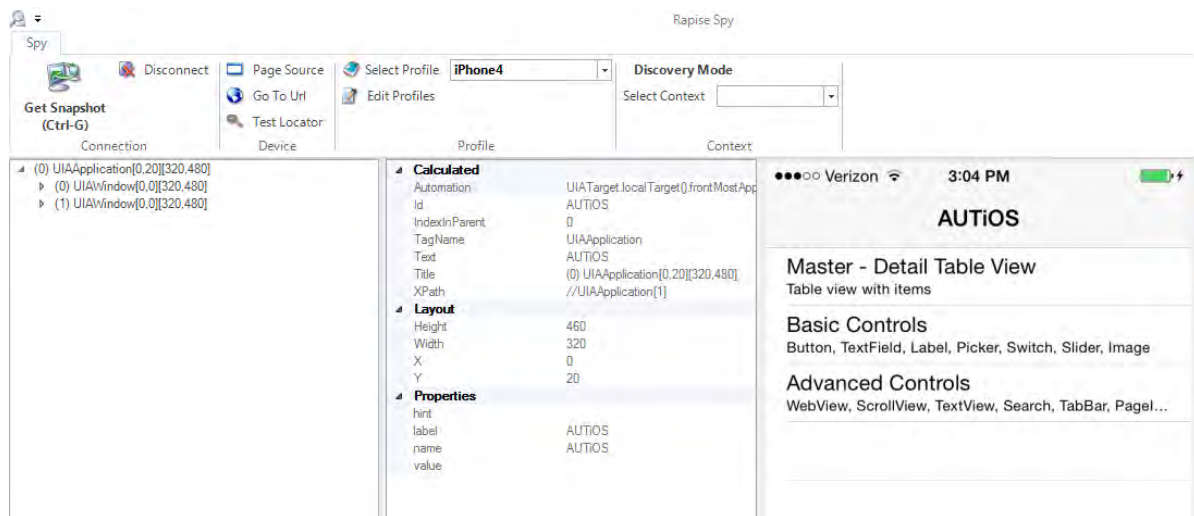 Rapise Spy
Spy
Get Snapshot
(Ctrl-G)
Disconnect
Connection
Page Source
Go To Url
Test Locator
Device
Select Profile iPhone4
Edit Profiles
Profile
Discovery Mode
Select Context
Context
(0) UIAApplication[0,20][320,480]
(0) UIAWindow[0,0][320,480]
(1) UIAWindow[0,0][320,480]
Calculated
Automation UIATarget.localTarget().frontMostApp
Id AUTiOS
IndexInParent 0
TagName UIAApplication
Text AUTiOS
Title (0) UIAApplication[0,20][320,480]
XPath //UIAApplication[1]
Layout
Height 460
Width 320
X 0
Y 20
Properties
hint
label AUTiOS
name AUTiOS
value
Verizon 3:04 PM
AUTiOS
Master - Detail Table View
Table view with items
Basic Controls
Button, TextField, Label, Picker, Switch, Slider, Image
Advanced Controls
WebView, ScrollView, TextView, Search, TabBar, PageI...